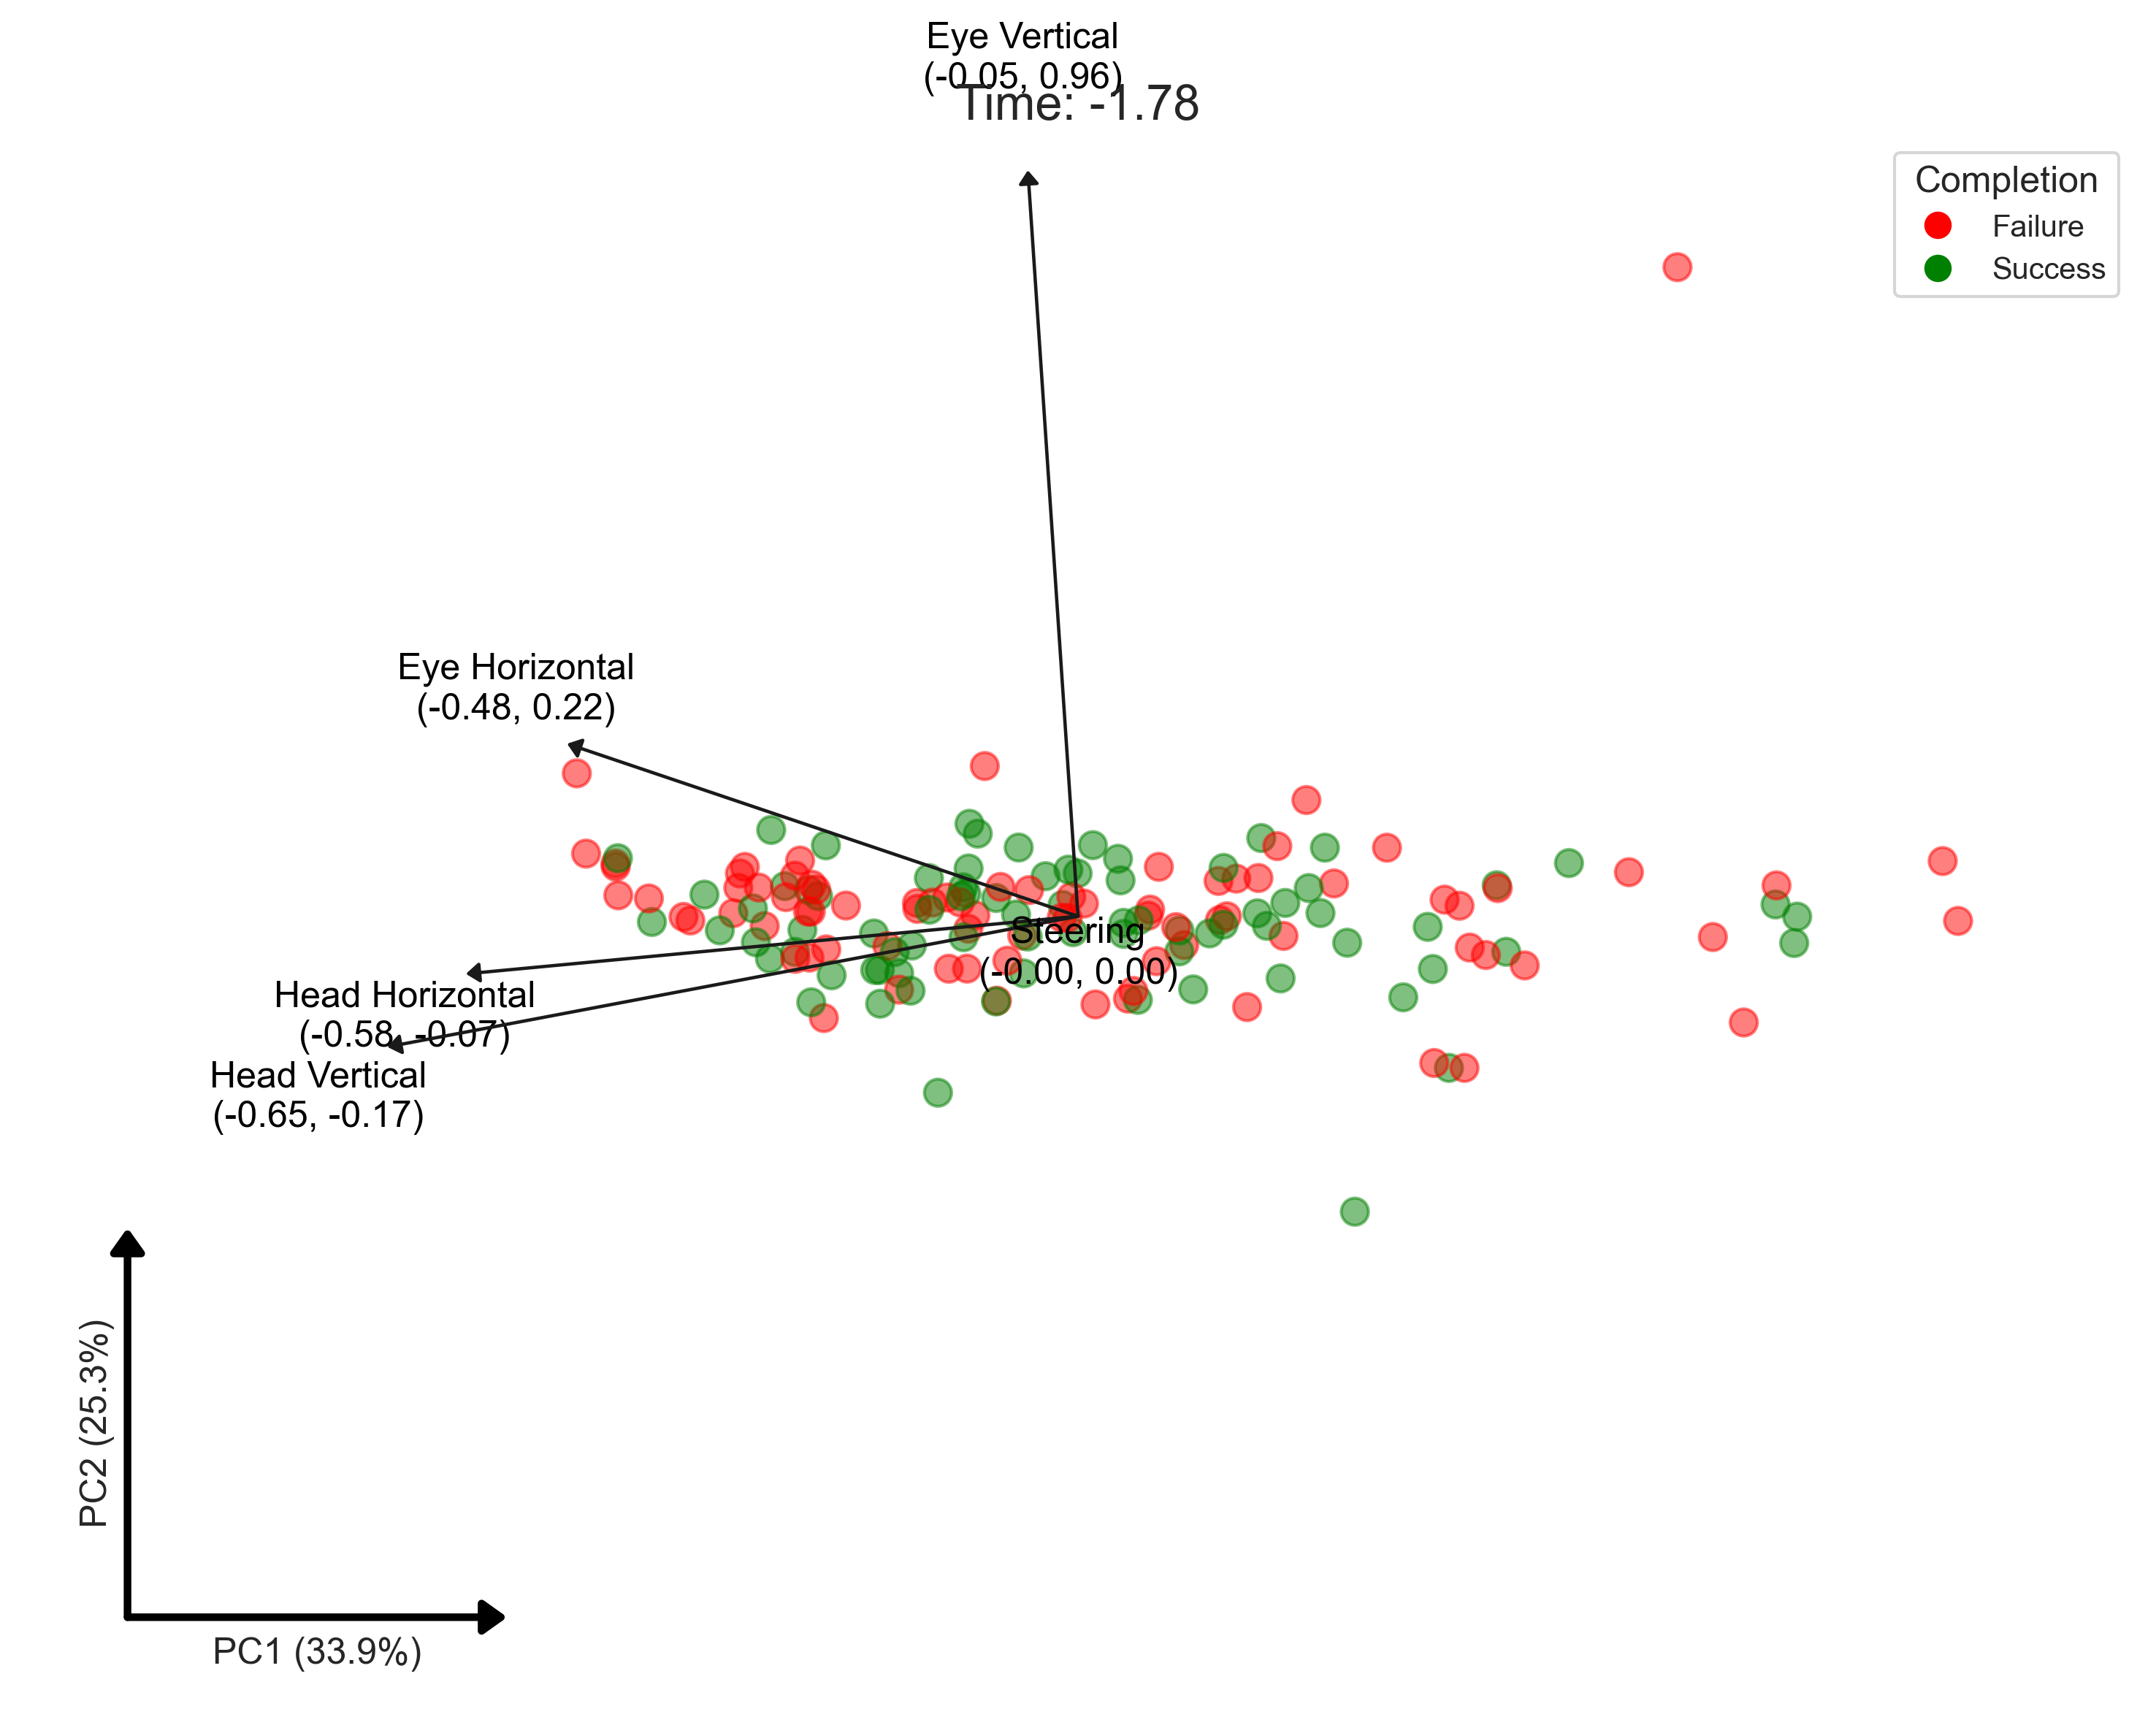 Eye Vertical
(-0.05, 0.96)
Time: -1.78
Completion
Failure
Success
Eye Horizontal
(-0.48, 0.22)
Steering
(-0.00, 0.00)
Head Horizontal
(-0.58, -0.07)
Head Vertical
(-0.65, -0.17)
PC2 (25.3%)
PC1 (33.9%)